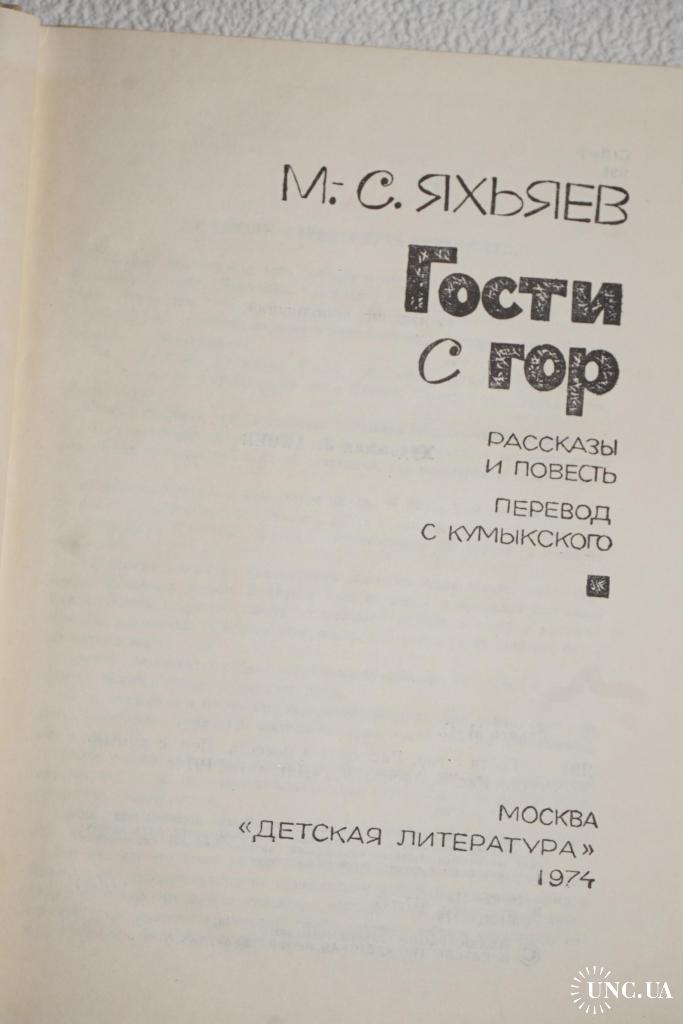 М.-С. ЯХЬЯЕВ
Гости
с гор
РАССКАЗЫ
И ПОВЕСТЬ
ПЕРЕВОД
С КУМЫКСКОГО
МОСКВА
«ДЕТСКАЯ ЛИТЕРАТУРА»
1974
UNC.UA